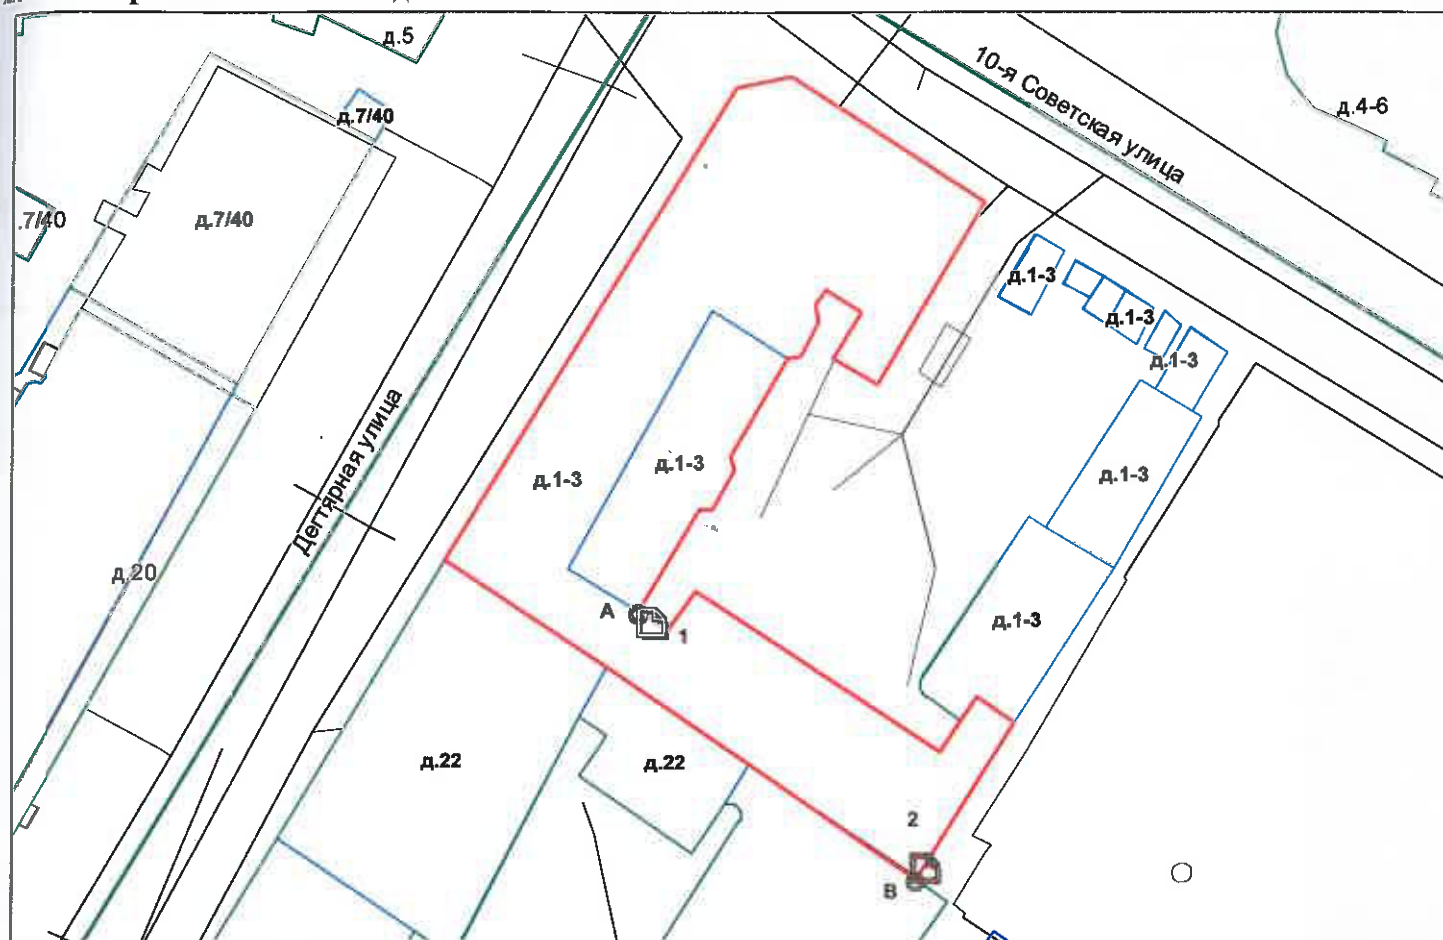 д.5
10-я Советская улица
д.4-6
д.7/40
д.7/40
.7/40
д.1-3
д.1-3
д.1-3
Дегтярная улица
д.1-3
д.1-3
д.1-3
д.20
A
1
д.1-3
д.22
д.22
2
B